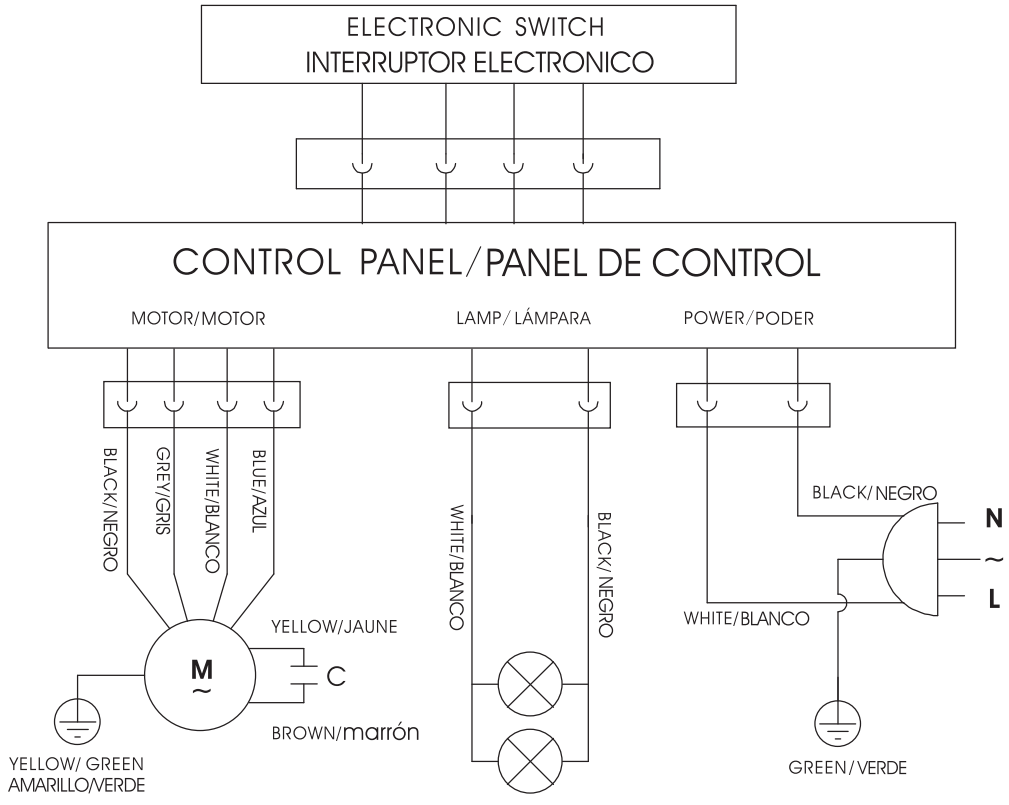 ELECTRONIC SWITCH
INTERRUPTOR ELECTRONICO
CONTROL PANEL/PANEL DE CONTROL
MOTOR/MOTOR
LAMP/LÁMPARA
POWER/PODER
BLACK/NEGRO
GREY/GRIS
WHITE/BLANCO
BLUE/AZUL
WHITE/BLANCO
BLACK/NEGRO
BLACK/NEGRO
N
~
L
WHITE/BLANCO
YELLOW/JAUNE
M
~
C
BROWN/marrón
YELLOW/ GREEN
AMARILLO/VERDE
GREEN/VERDE